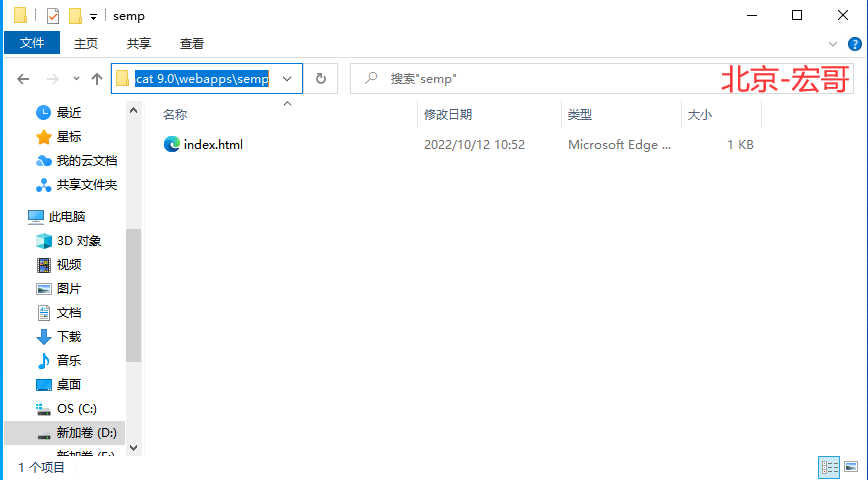 semp
文件 主页 共享 查看
cat 9.0\webapps\semp 搜索"semp" 北京-宏哥
名称 修改日期 类型 大小
index.html 2022/10/12 10:52 Microsoft Edge ... 1 KB
最近
星标
我的云文档
共享文件夹
此电脑
3D 对象
视频
图片
文档
下载
音乐
桌面
OS (C:)
新加卷 (D:)
1 个项目